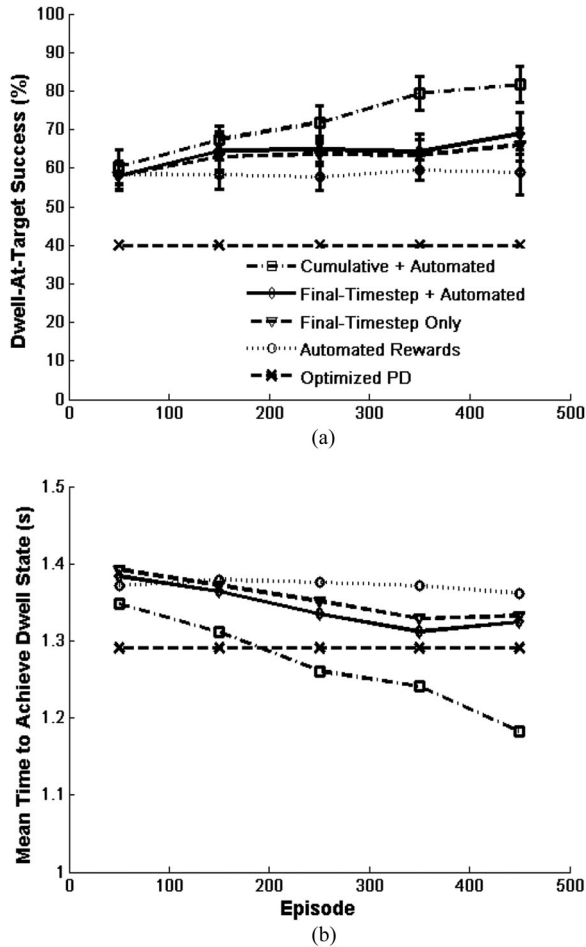 Dwell-At-Target Success (%)
100
90
80
70
60
50
40
30
20
10
0
0 100 200 300 400 500
Cumulative + Automated
Final-Timestep + Automated
Final-Timestep Only
Automated Rewards
Optimized PD
(a)
Mean Time to Achieve Dwell State (s)
1.5
1.4
1.3
1.2
1.1
1
0 100 200 300 400 500
Episode
(b)